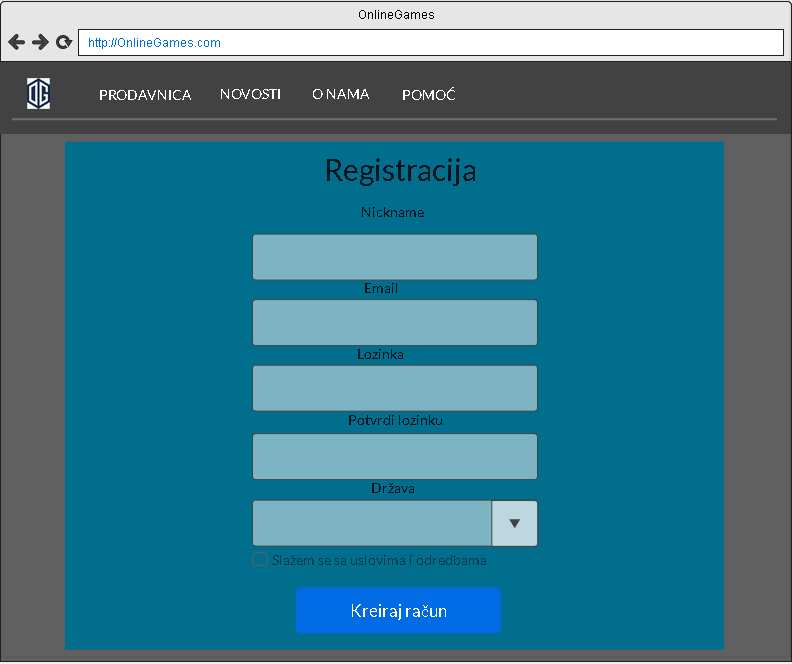 OnlineGames
http://OnlineGames.com
OG PRODAVNICA NOVOSTI O NAMA POMOĆ
Registracija
Nickname
Email
Lozinka
Potvrdi lozinku
Država
Slažem se sa uslovima i odredbama
Kreiraj račun